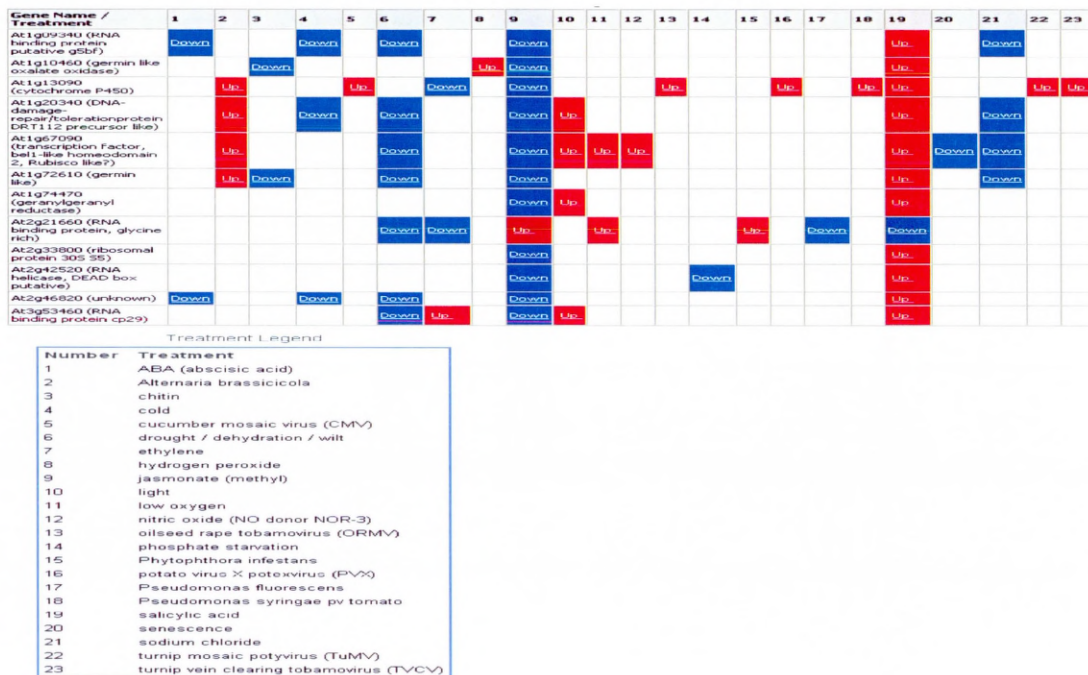 Gene Name / Treatment 1 2 3 4 5 6 7 8 9 10 11 12 13 14 15 16 17 18 19 20 21 22 23
At1g09340 (RNA
binding protein
putative g5bf) Down Down Down Down Up Down
At1g10460 (germin like
oxalate oxidase) Down Up Down Up
At1g13090
(cytochrome P450) Up Up Down Down Up Up Up Up Up Up
At1g20340 (DNA-
damage-
repair/tolerationprotein
DRT112 precursor like) Up Down Down Down Up Up Down
At1g67090
(transcription factor,
bel1-like homeodomain
2, Rubisco like?) Up Down Down Up Up Up Up Down Down
At1g72610 (germin
like) Up Down Down Down Up Down
At1g74470
(geranylgeranyl
reductase) Down Up Up
At2g21660 (RNA
binding protein, glycine
rich) Down Down Up Up Up Down Down
At2g33800 (ribosomal
protein 30S S5) Down Up
At2g42520 (RNA
helicase, DEAD box
putative) Down Down Up
At2g46820 (unknown) Down Down Down Down Up
At3g53460 (RNA
binding protein cp29) Down Up Down Up Up
Treatment Legend
Number Treatment
1 ABA (abscisic acid)
2 Alternaria brassicicola
3 chitin
4 cold
5 cucumber mosaic virus (CMV)
6 drought / dehydration / wilt
7 ethylene
8 hydrogen peroxide
9 jasmonate (methyl)
10 light
11 low oxygen
12 nitric oxide (NO donor NOR-3)
13 oilseed rape tobamovirus (ORMV)
14 phosphate starvation
15 Phytophthora infestans
16 potato virus X potexvirus (PVX)
17 Pseudomonas fluorescens
18 Pseudomonas syringae pv tomato
19 salicylic acid
20 senescence
21 sodium chloride
22 turnip mosaic potyvirus (TuMV)
23 turnip vein clearing tobamovirus (TVCV)